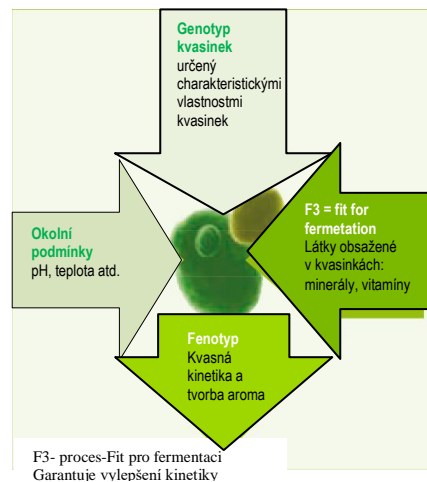 Genotyp
kvasinek
určený
charakteristickými
vlastnostmi
kvasinek
Okolní
podmínky
pH, teplota atd.
F3 = fit for
fermetation
Látky obsažené
v kvasinkách:
minerály, vitamíny
Fenotyp
Kvasná
kinetika a
tvorba aroma
F3- proces-Fit pro fermentaci
Garantuje vylepšení kinetiky